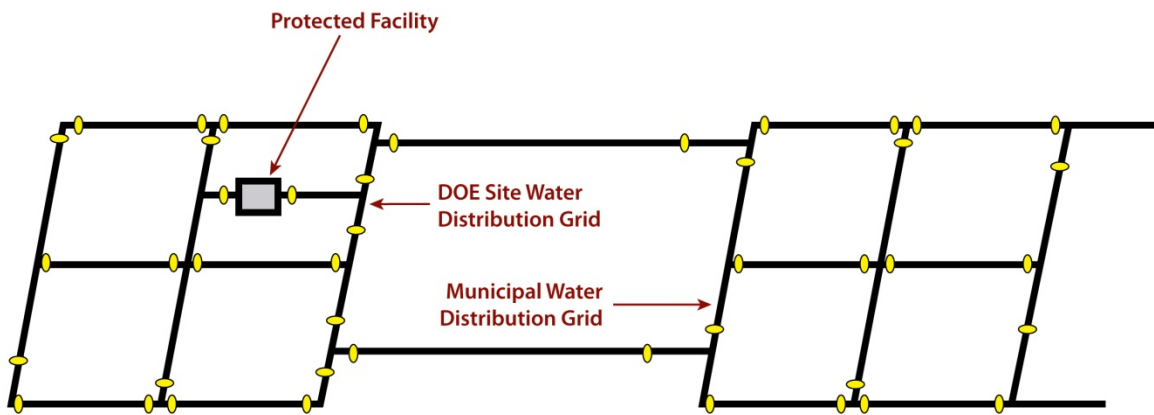 Protected Facility
DOE Site Water
Distribution Grid
Municipal Water
Distribution Grid